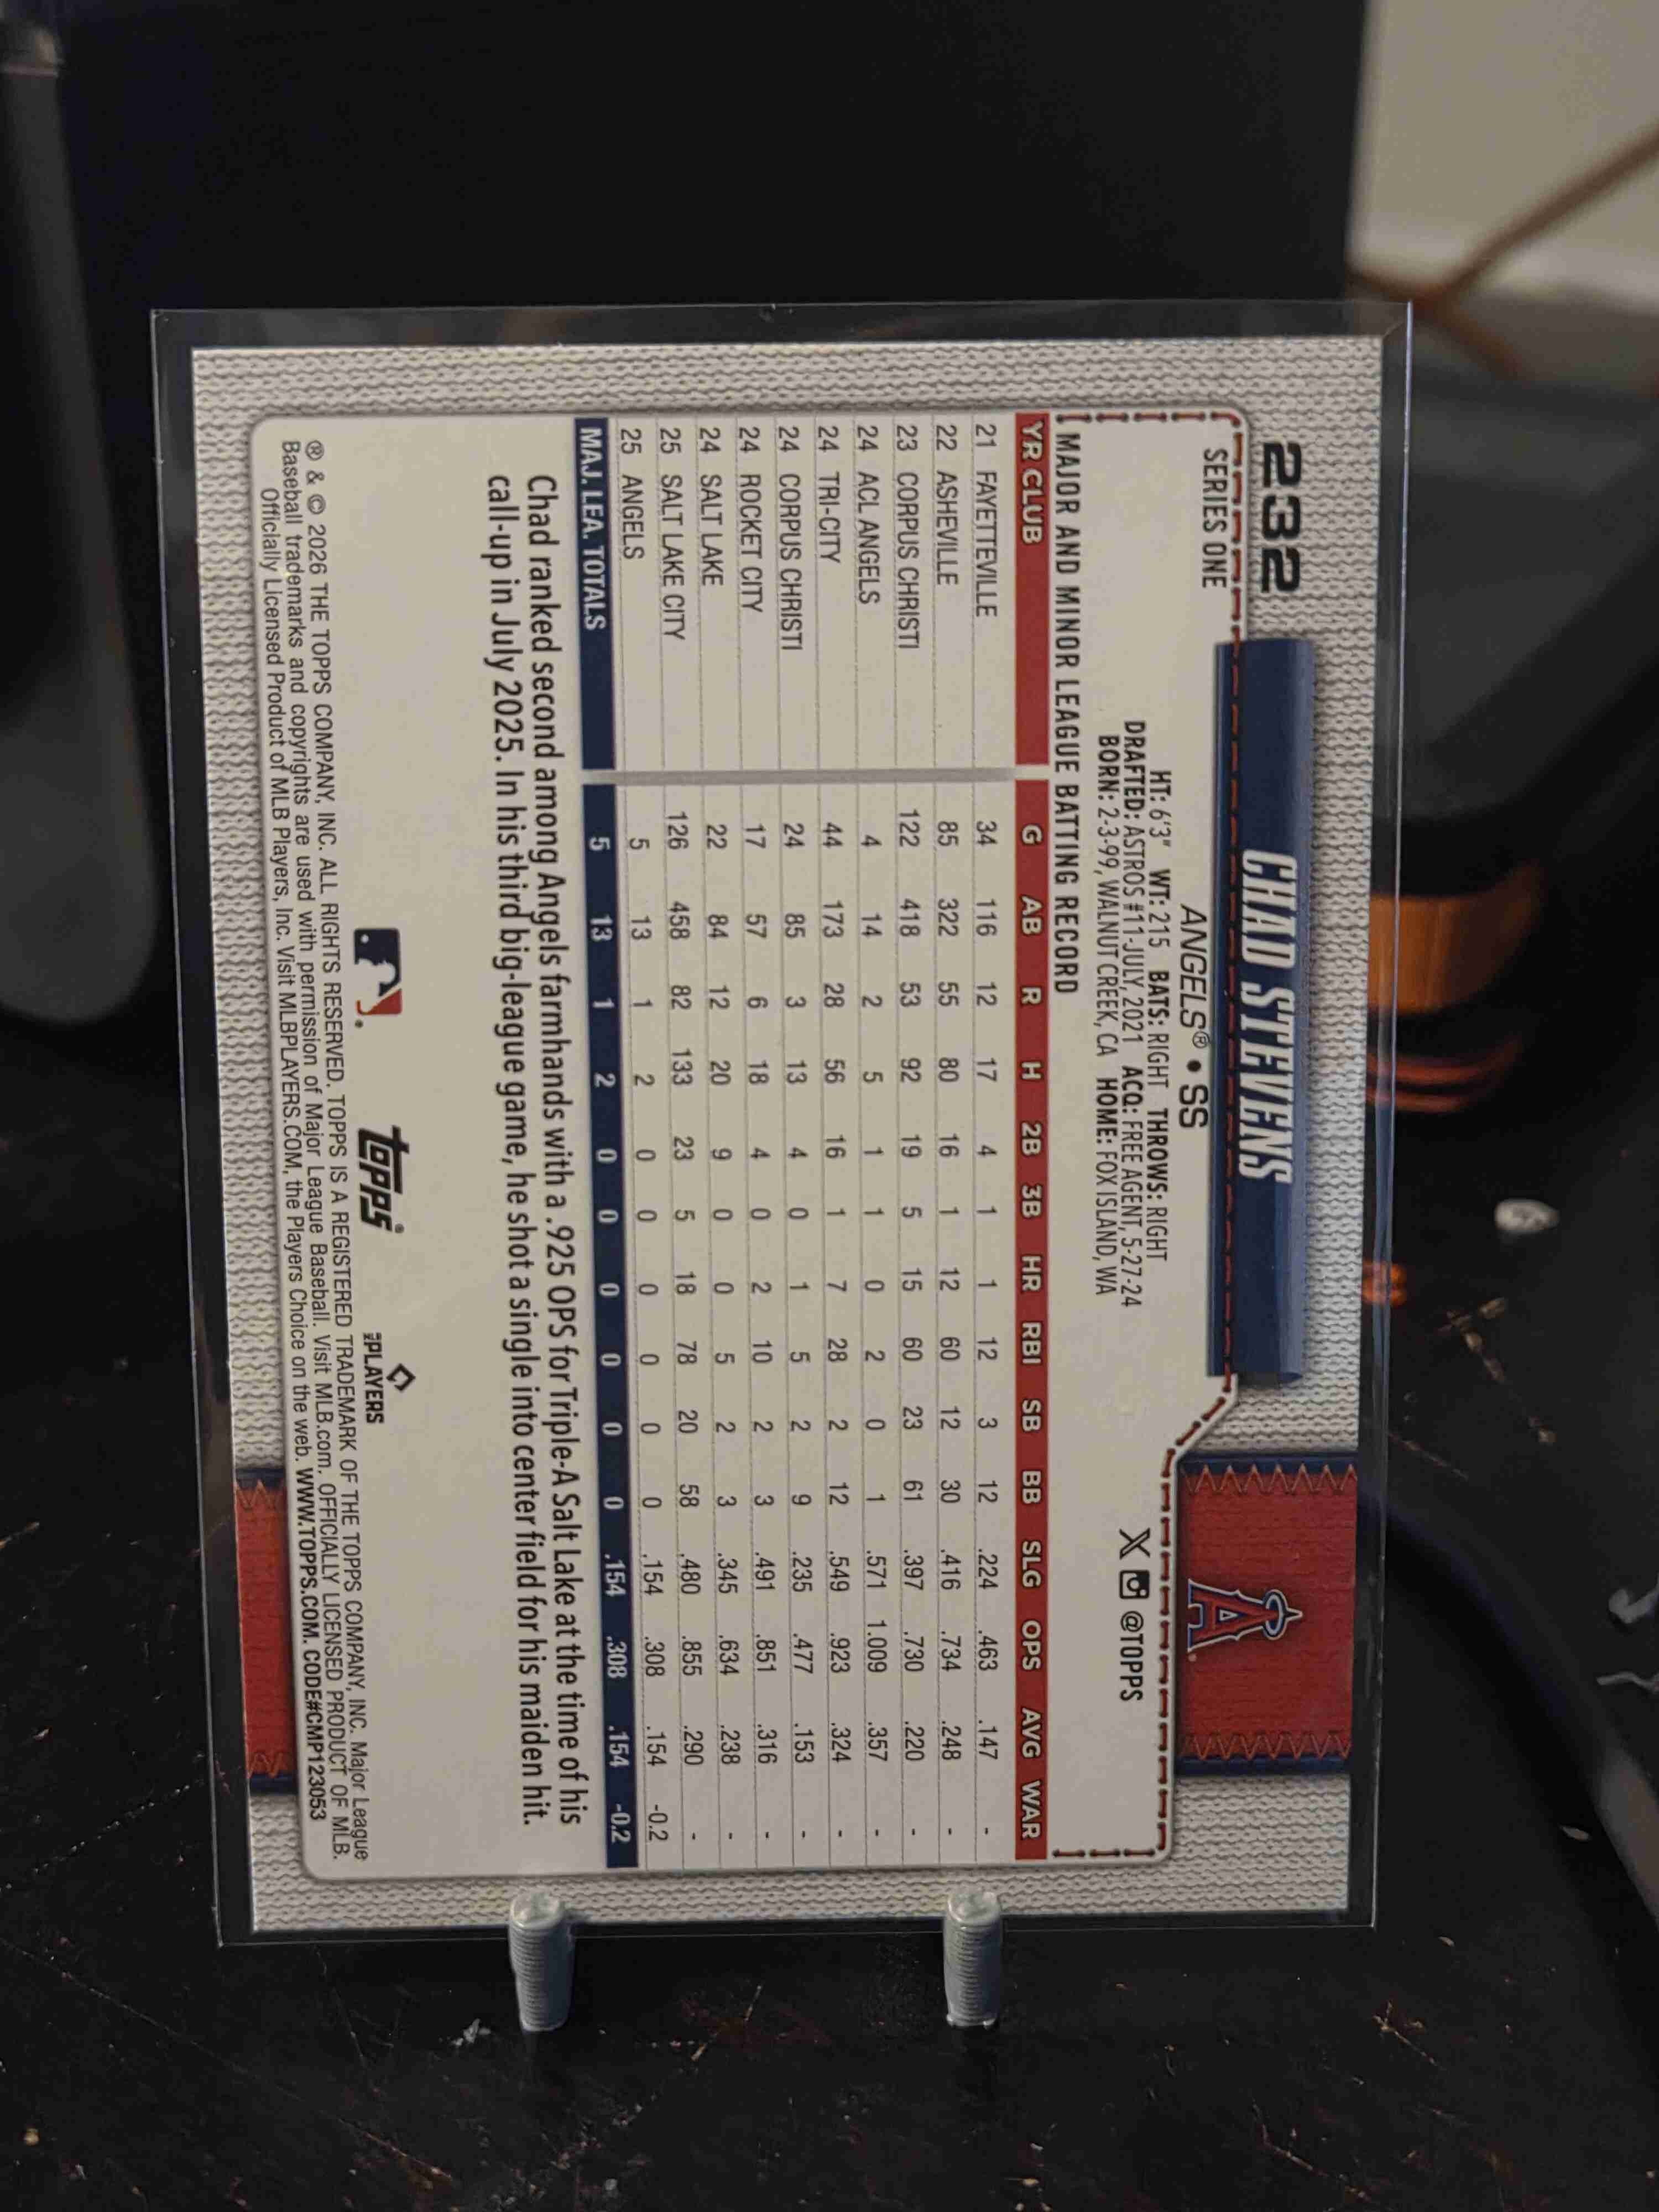 232
SERIES ONE
CHAD STEVENS
ANGELS® • SS
HT: 6'3" WT: 215 BATS: RIGHT THROWS: RIGHT
DRAFTED: ASTROS #11-JULY, 2021 ACQ: FREE AGENT, 5-27-24
BORN: 2-3-99, WALNUT CREEK, CA HOME: FOX ISLAND, WA
X @TOPPS
A
MAJOR AND MINOR LEAGUE BATTING RECORD
YR CLUB G AB R H 2B 3B HR RBI SB BB SLG OPS AVG WAR
21 FAYETTEVILLE 34 116 12 17 4 1 1 12 3 12 .224 .463 .147 -
22 ASHEVILLE 85 322 55 80 16 1 12 60 12 30 .416 .734 .248 -
23 CORPUS CHRISTI 122 418 53 92 19 5 15 60 23 61 .397 .730 .220 -
24 ACL ANGELS 4 14 2 5 1 1 0 2 0 1 .571 1.009 .357 -
24 TRI-CITY 44 173 28 56 16 1 7 28 2 12 .549 .923 .324 -
24 CORPUS CHRISTI 24 85 3 13 4 0 1 5 2 9 .235 .477 .153 -
24 ROCKET CITY 17 57 6 18 4 0 2 10 2 3 .491 .851 .316 -
24 SALT LAKE 22 84 12 20 9 0 0 5 2 3 .345 .634 .238 -
25 SALT LAKE CITY 126 458 82 133 23 5 18 78 20 58 .480 .855 .290 -
25 ANGELS 5 13 1 2 0 0 0 0 0 0 .154 .308 .154 -0.2
MAJ. LEA. TOTALS 5 13 1 2 0 0 0 0 0 0 .154 .308 .154 -0.2
Chad ranked second among Angels farmhands with a .925 OPS for Triple-A Salt Lake at the time of his
call-up in July 2025. In his third big-league game, he shot a single into center field for his maiden hit.
topps®
MLB PLAYERS
® & © 2026 THE TOPPS COMPANY, INC. ALL RIGHTS RESERVED. TOPPS IS A REGISTERED TRADEMARK OF THE TOPPS COMPANY, INC. Major League
Baseball trademarks and copyrights are used with permission of Major League Baseball. Visit MLB.com. OFFICIALLY LICENSED PRODUCT OF MLB.
Officially Licensed Product of MLB Players, Inc. Visit MLBPLAYERS.COM, the Players Choice on the web. WWW.TOPPS.COM. CODE#CMP123053